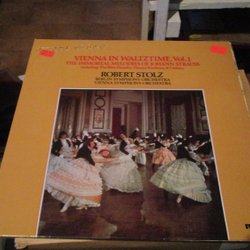 VIENNA IN WALTZTIME, Vol. 1
THE IMMORTAL MELODIES OF JOHANN STRAUSS
ROBERT STOLZ
BERLIN SYMPHONY ORCHESTRA
VIENNA SYMPHONY ORCHESTRA